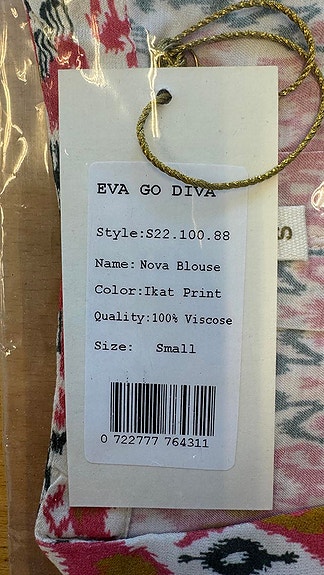 EVA GO DIVA
Style:S22.100.88
Name: Nova Blouse
Color:Ikat Print
Quality:100% Viscose
Size: Small
0 722777 764311
S